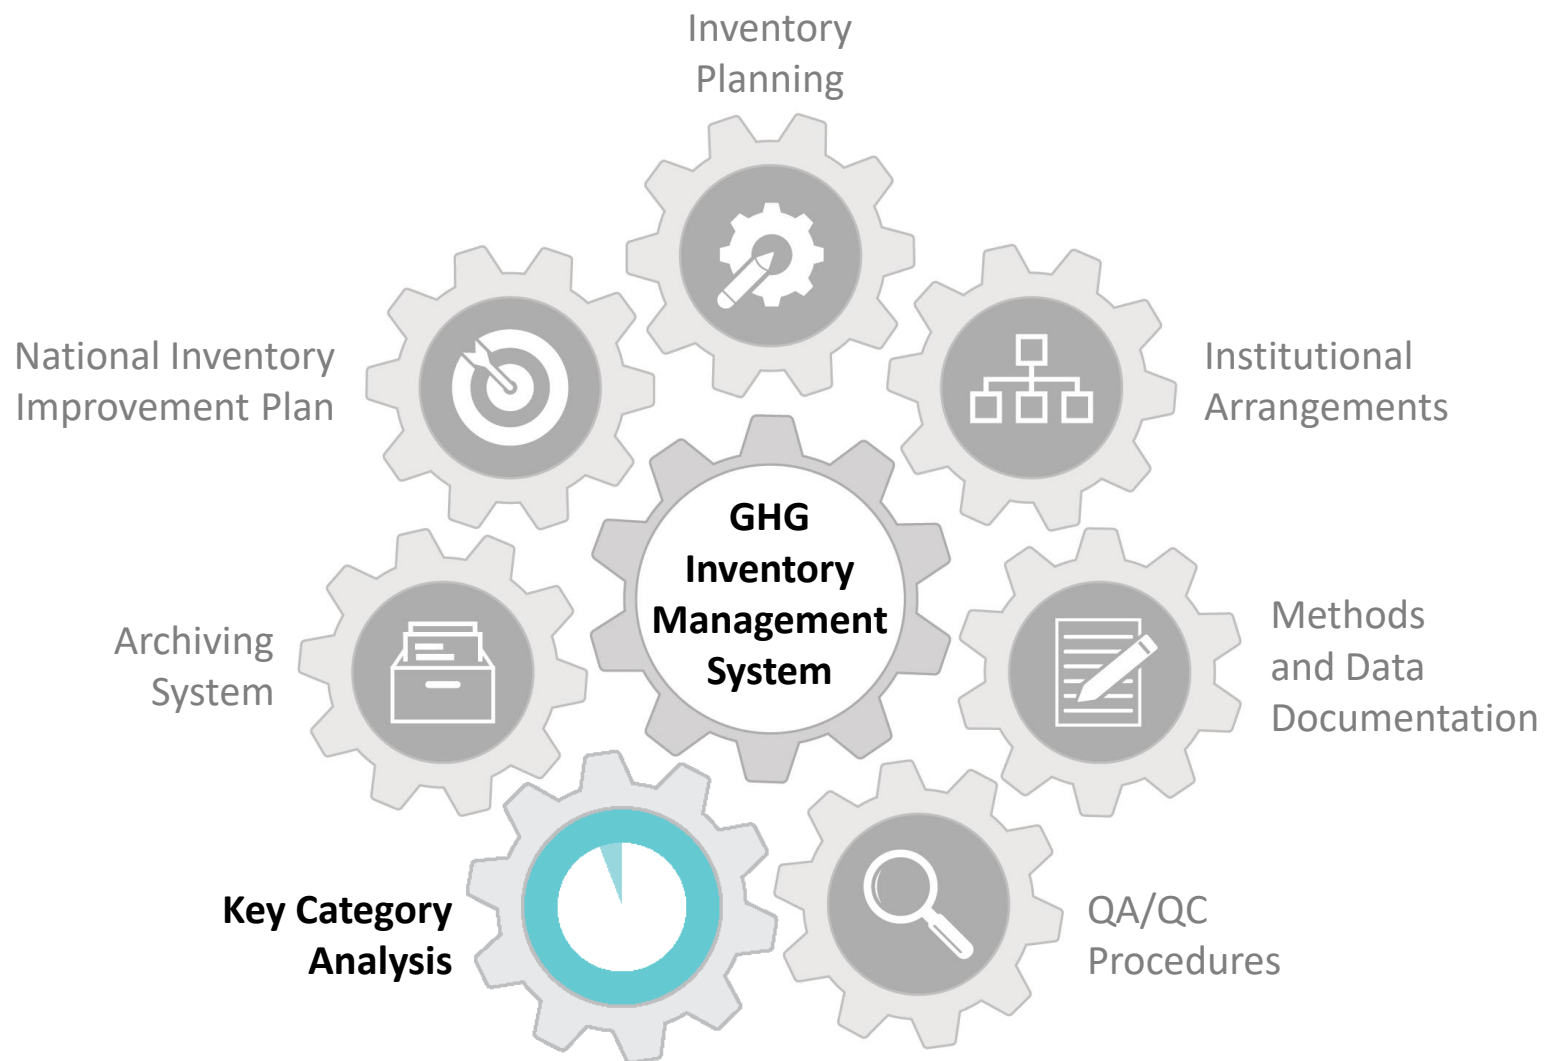 Inventory
Planning
National Inventory
Improvement Plan
Institutional
Arrangements
GHG
Inventory
Management
System
Archiving
System
Methods
and Data
Documentation
Key Category
Analysis
QA/QC
Procedures